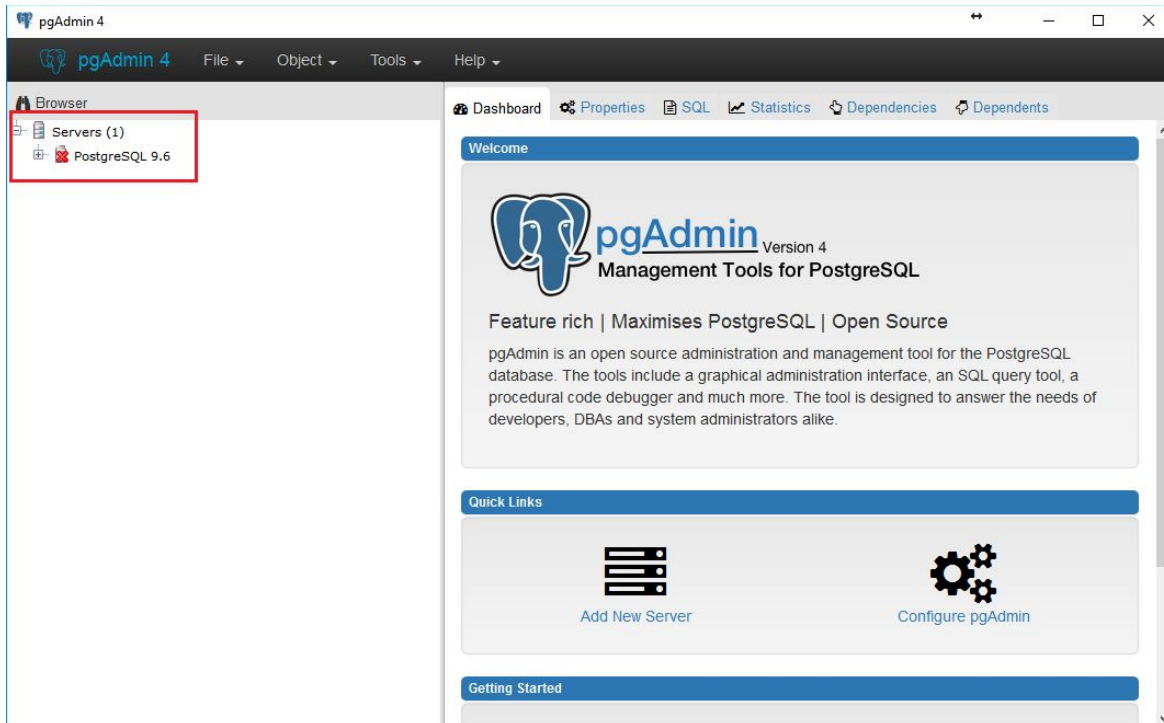 pgAdmin 4
pgAdmin 4 File Object Tools Help
Browser
Servers (1)
PostgreSQL 9.6
Dashboard Properties SQL Statistics Dependencies Dependents
Welcome
pgAdmin Version 4
Management Tools for PostgreSQL
Feature rich | Maximises PostgreSQL | Open Source
pgAdmin is an open source administration and management tool for the PostgreSQL
database. The tools include a graphical administration interface, an SQL query tool, a
procedural code debugger and much more. The tool is designed to answer the needs of
developers, DBAs and system administrators alike.
Quick Links
Add New Server
Configure pgAdmin
Getting Started